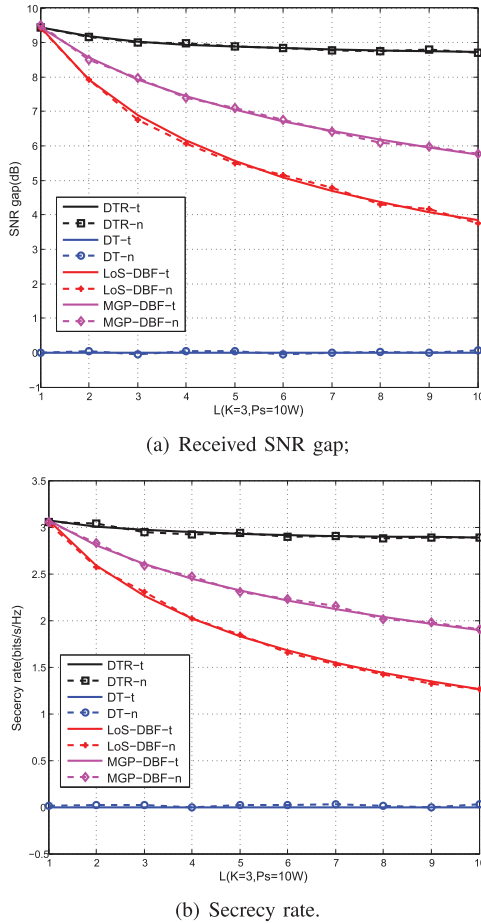 10
9
8
7
6
5
4
3
2
1
0
−1
SNR gap(dB)
DTR−t
DTR−n
DT−t
DT−n
LoS−DBF−t
LoS−DBF−n
MGP−DBF−t
MGP−DBF−n
1 2 3 4 5 6 7 8 9 10
L(K=3,Ps=10W)
(a) Received SNR gap;
3.5
3
2.5
2
1.5
1
0.5
0
−0.5
Secercy rate(bits/s/Hz)
DTR−t
DTR−n
DT−t
DT−n
LoS−DBF−t
LoS−DBF−n
MGP−DBF−t
MGP−DBF−n
1 2 3 4 5 6 7 8 9 10
L(K=3,Ps=10W)
(b) Secrecy rate.